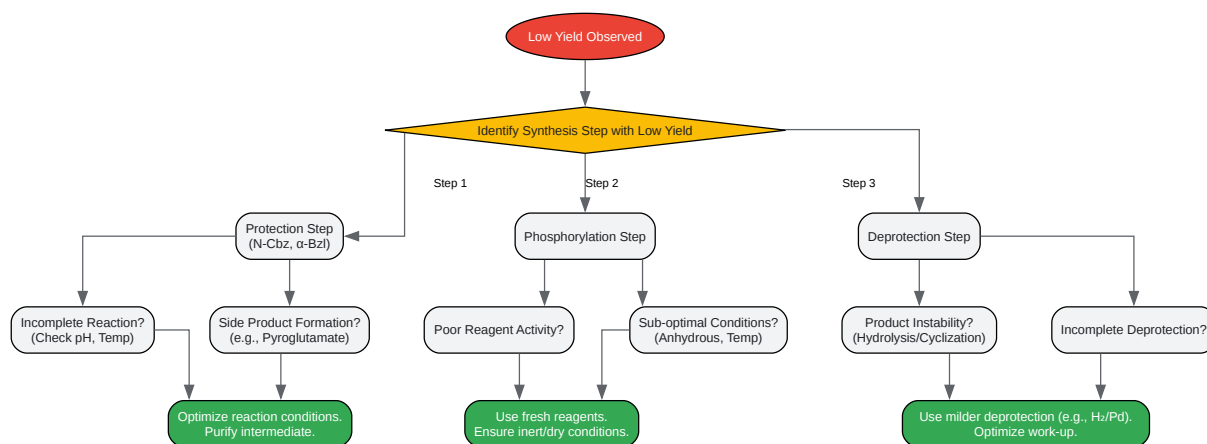 Low Yield Observed
Identify Synthesis Step with Low Yield
Step 1
Step 2
Step 3
Protection Step
(N-Cbz, α-Bzl)
Phosphorylation Step
Deprotection Step
Incomplete Reaction?
(Check pH, Temp)
Side Product Formation?
(e.g., Pyroglutamate)
Poor Reagent Activity?
Sub-optimal Conditions?
(Anhydrous, Temp)
Product Instability?
(Hydrolysis/Cyclization)
Incomplete Deprotection?
Optimize reaction conditions.
Purify intermediate.
Use fresh reagents.
Ensure inert/dry conditions.
Use milder deprotection (e.g., H₂/Pd).
Optimize work-up.